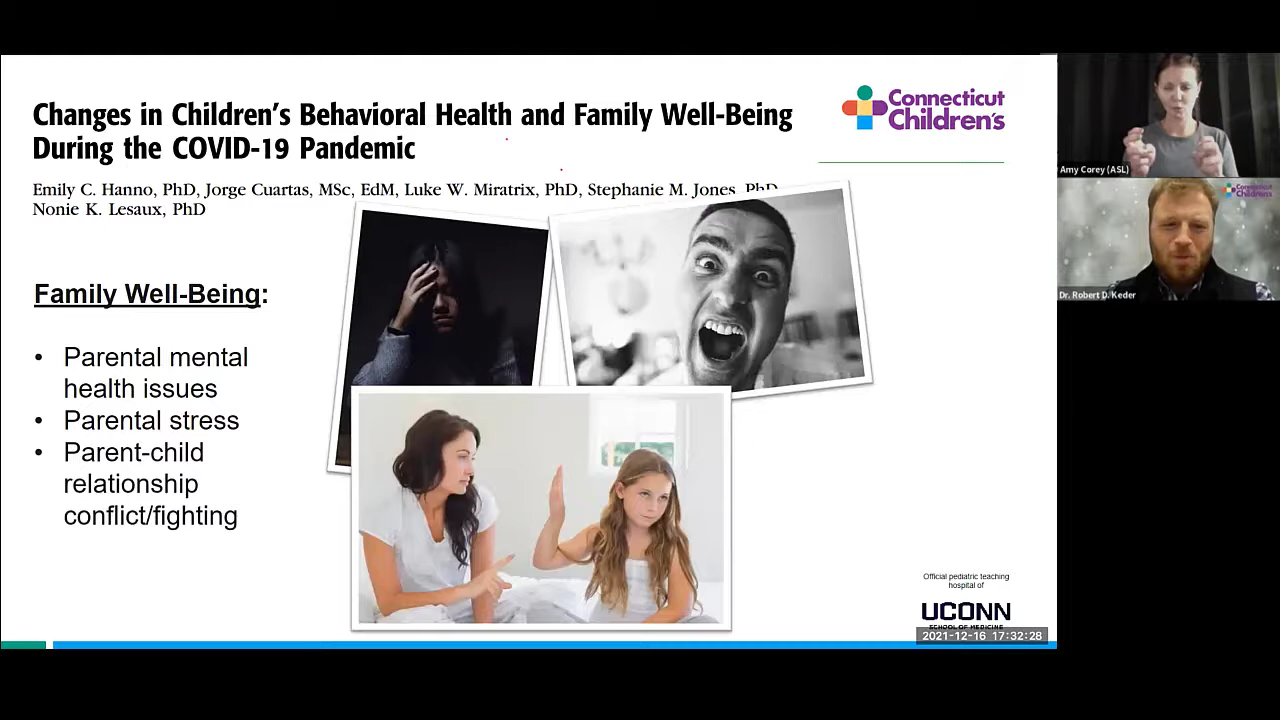 Changes in Children's Behavioral Health and Family Well-Being
During the COVID-19 Pandemic
Emily C. Hanno, PhD, Jorge Cuartas, MSc, EdM, Luke W. Miratrix, PhD, Stephanie M. Jones, PhD
Nonie K. Lesaux, PhD
Connecticut
Children's
Family Well-Being:
• Parental mental
health issues
• Parental stress
• Parent-child
relationship
conflict/fighting
Official pediatric teaching
hospital of
UCONN
SCHOOL OF MEDICINE
2021-12-16 17:32:28
Amy Corey (ASL)
Connecticut
Children's
Dr. Robert D. Keder